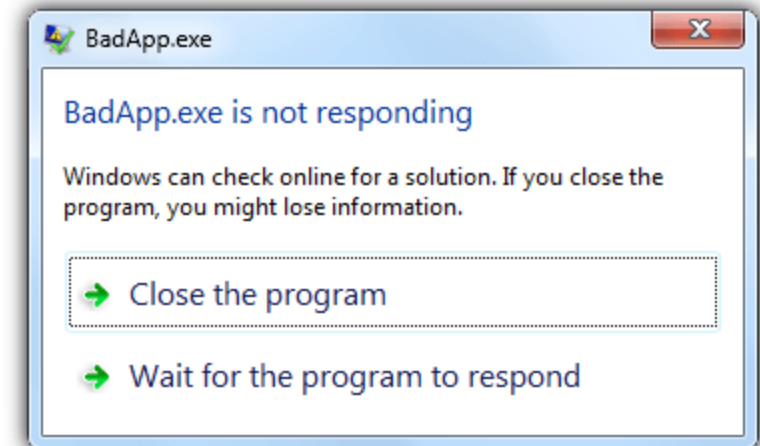 BadApp.exe
BadApp.exe is not responding
Windows can check online for a solution. If you close the
program, you might lose information.
Close the program
Wait for the program to respond